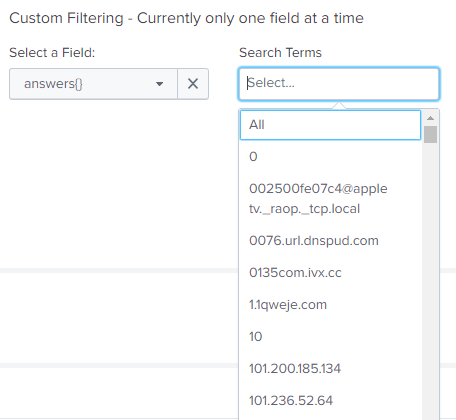 Custom Filtering - Currently only one field at a time
Select a Field:
Search Terms
answers{}
Select...
All
0
002500fe07c4@apple
tv._raop._tcp.local
0076.url.dnspud.com
0135com.ivx.cc
1.1qweje.com
10
101.200.185.134
101.236.52.64